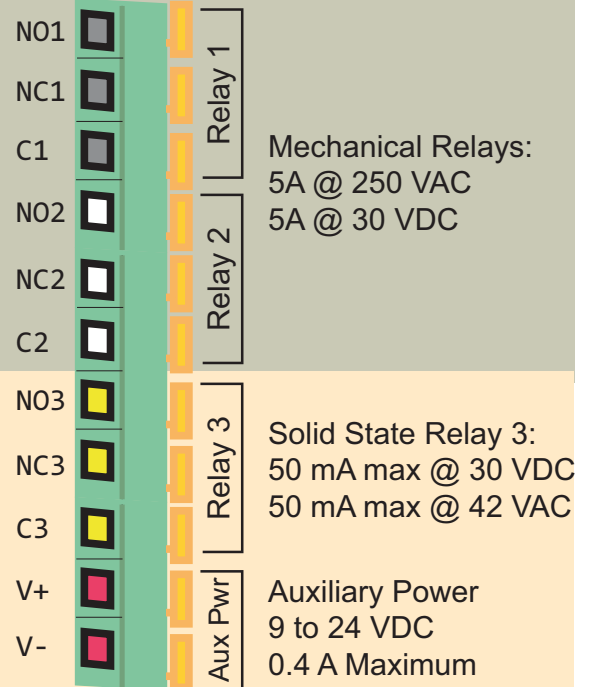 NO1
NC1
C1
Relay 1
NO2
NC2
C2
Relay 2
Mechanical Relays:
5A @ 250 VAC
5A @ 30 VDC
NO3
NC3
C3
Relay 3
Solid State Relay 3:
50 mA max @ 30 VDC
50 mA max @ 42 VAC
V+
V-
Aux Pwr
Auxiliary Power
9 to 24 VDC
0.4 A Maximum